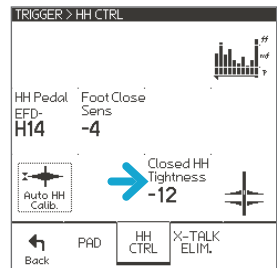 TRIGGER > HH CTRL
ff
mf
p
HH Pedal
EFD-
H14
Foot Close
Sens
-4
Auto HH
Calib.
Closed HH
Tightness
-12
Back
PAD
HH
CTRL
X-TALK
ELIM.